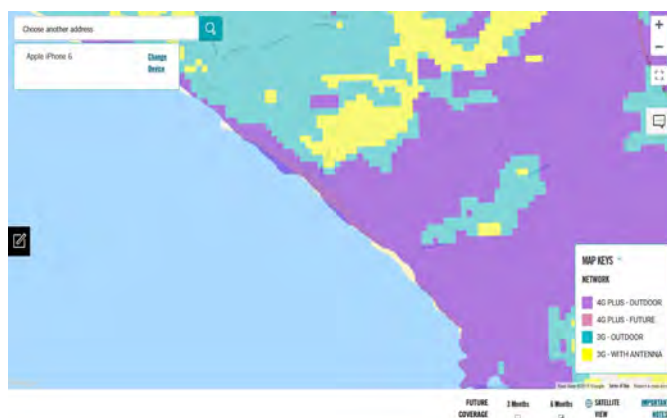 Choose another address
Apple iPhone 6
Change
Device
+
−
MAP KEYS
NETWORK
4G PLUS - OUTDOOR
4G PLUS - FUTURE
3G - OUTDOOR
3G - WITH ANTENNA
FUTURE
COVERAGE
3 Months
6 Months
SATELLITE
VIEW
IMPORTAN